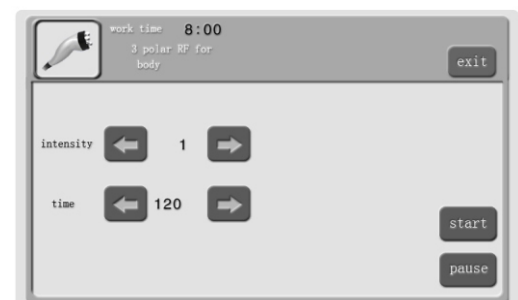 work time 8:00
3 polar RF for
body
exit
intensity 1
time 120
start
pause